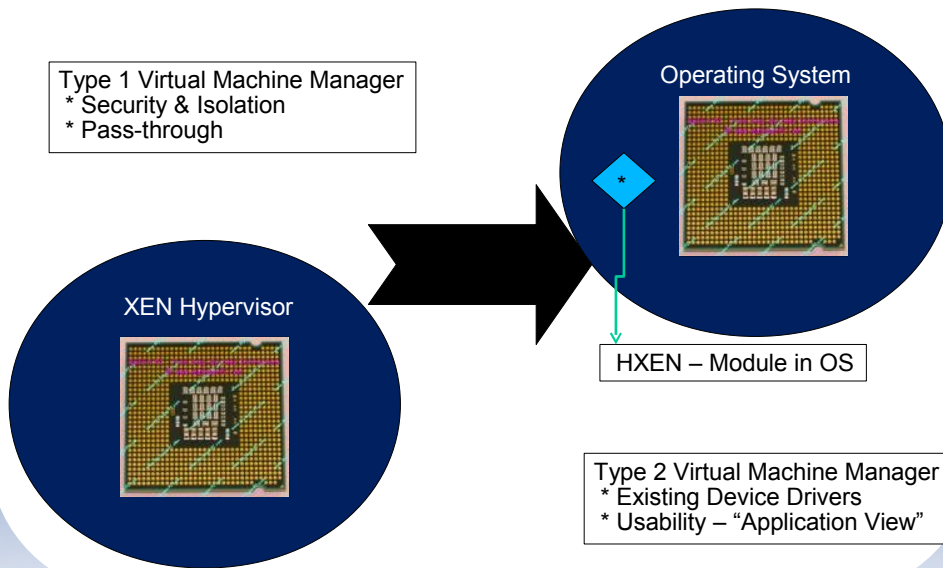 Type 1 Virtual Machine Manager
* Security & Isolation
* Pass-through
Operating System
*
XEN Hypervisor
HXEN – Module in OS
Type 2 Virtual Machine Manager
* Existing Device Drivers
* Usability – “Application View”